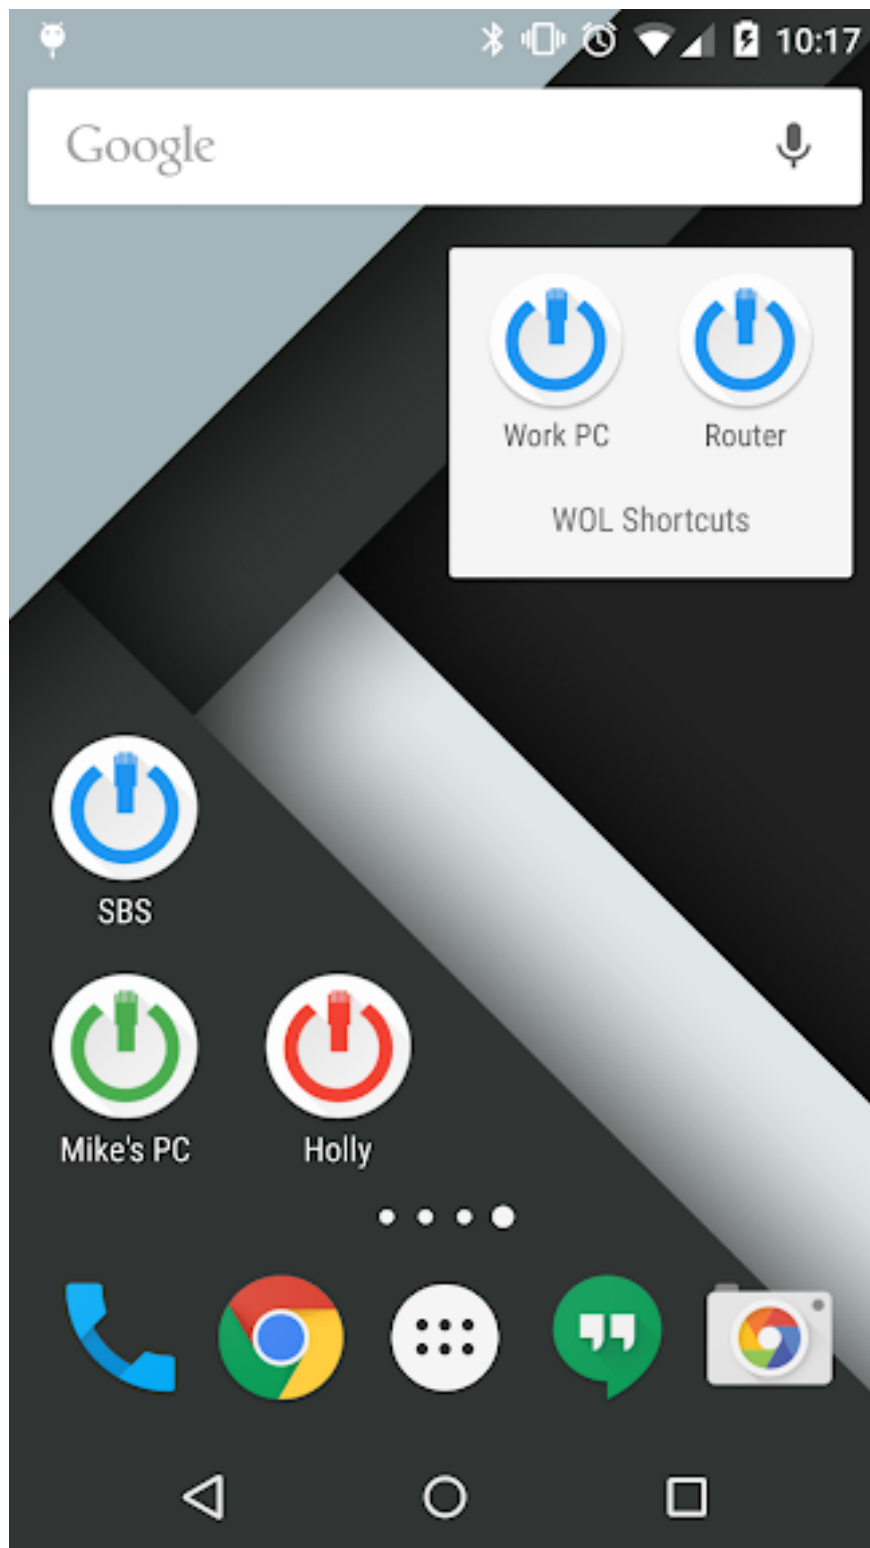 10:17
Google
Work PC
Router
WOL Shortcuts
SBS
Mike's PC
Holly